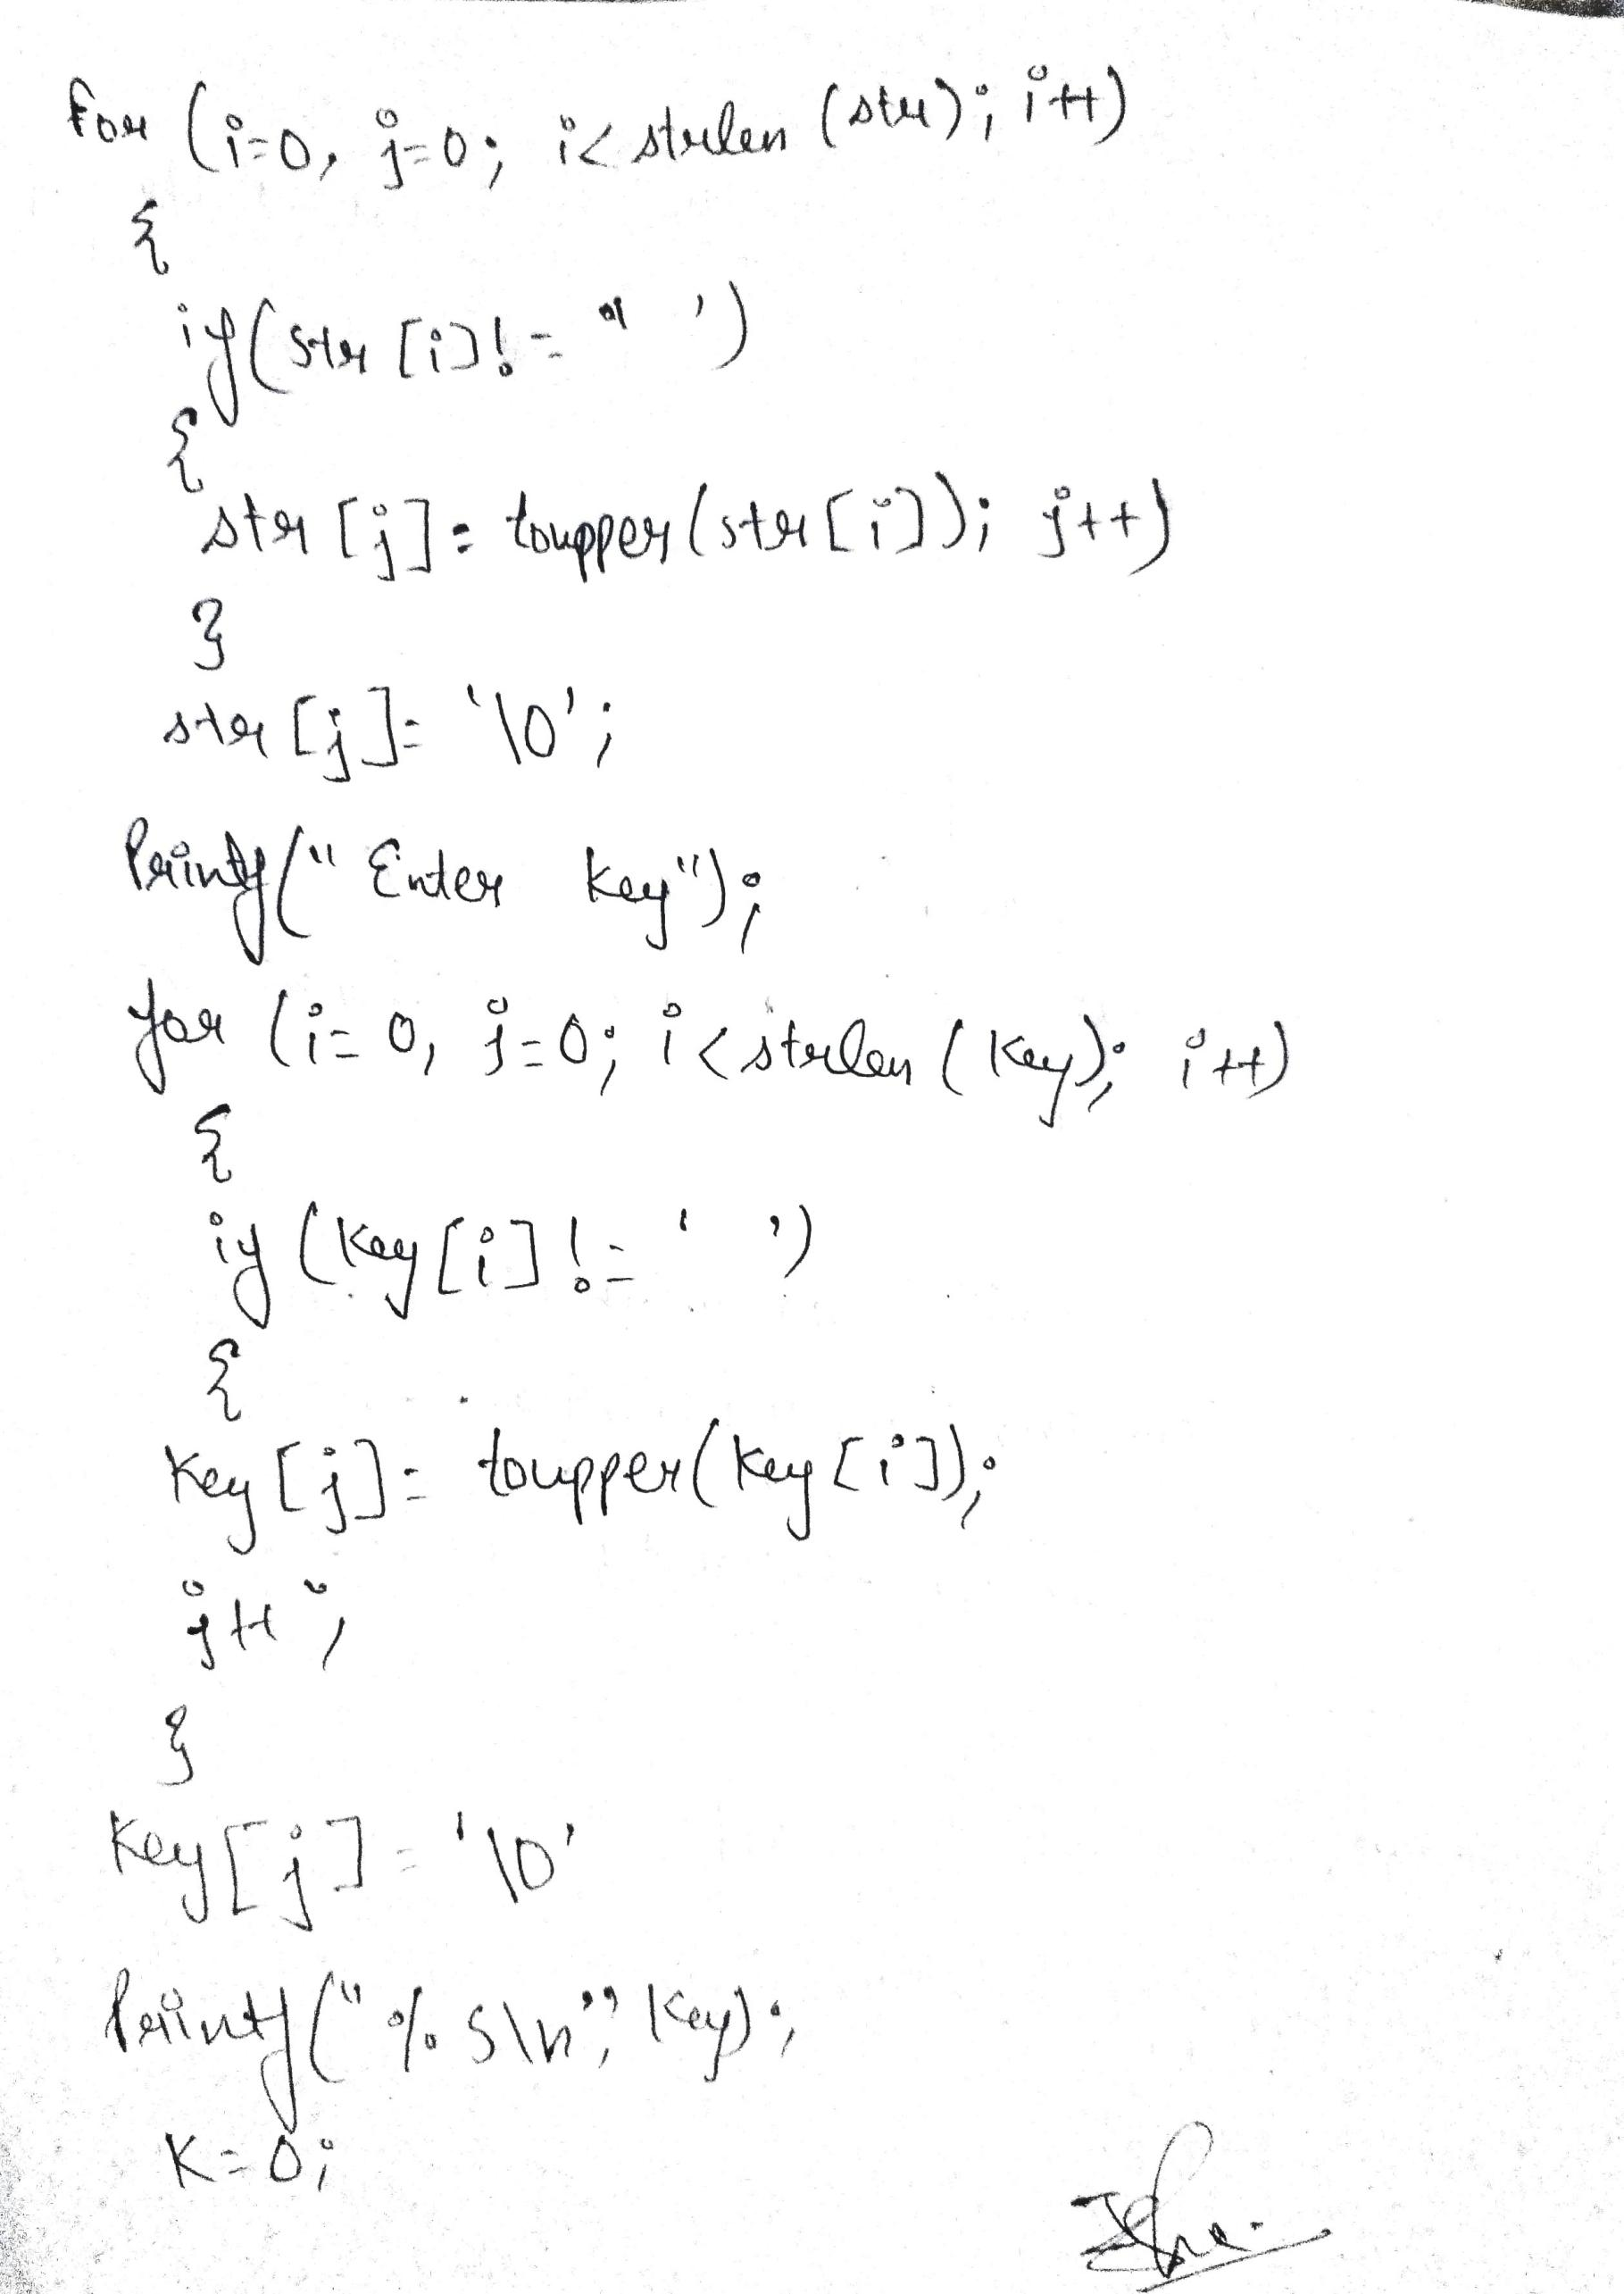 for (i=0, j=0; i<strlen (str); i++)
{
if(str [i]!= " ')
{
str [j]= toupper(str[i]); j++)
}
str [j]= '\0';
Printf(" Enter key");
for (i= 0, j=0; i<strlen (key); i++)
{
if (key[i]!= ' ')
{
key [j]= toupper(key[i]);
j++;
}
key[j]= '\0'
Printf("%s\n", key);
K=0;